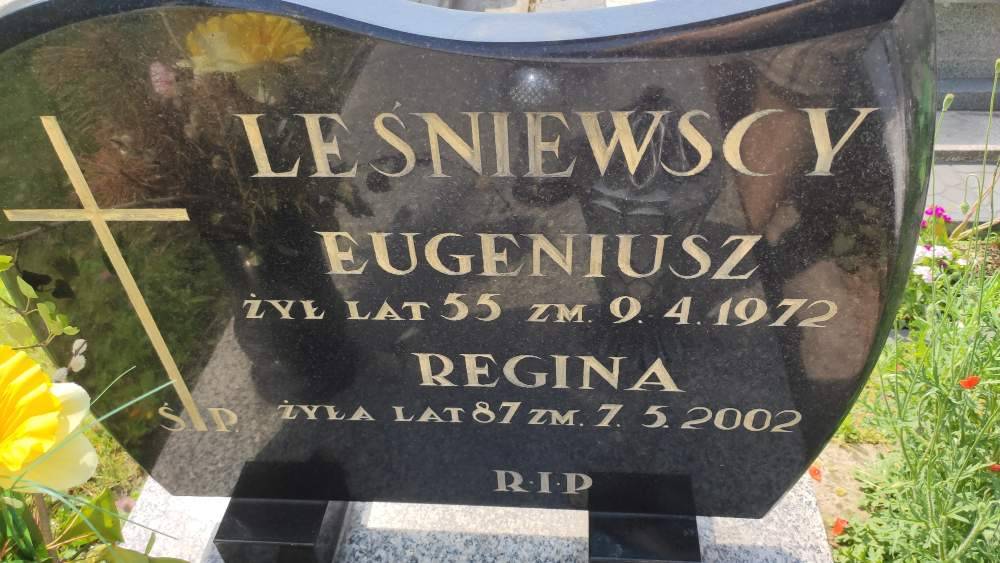 LEŚNIEWSCY
EUGENIUSZ
ŻYŁ LAT 55 ZM. 9. 4. 1972
REGINA
Ś.P. ŻYŁA LAT 87 ZM. 7. 5. 2002
R·I·P